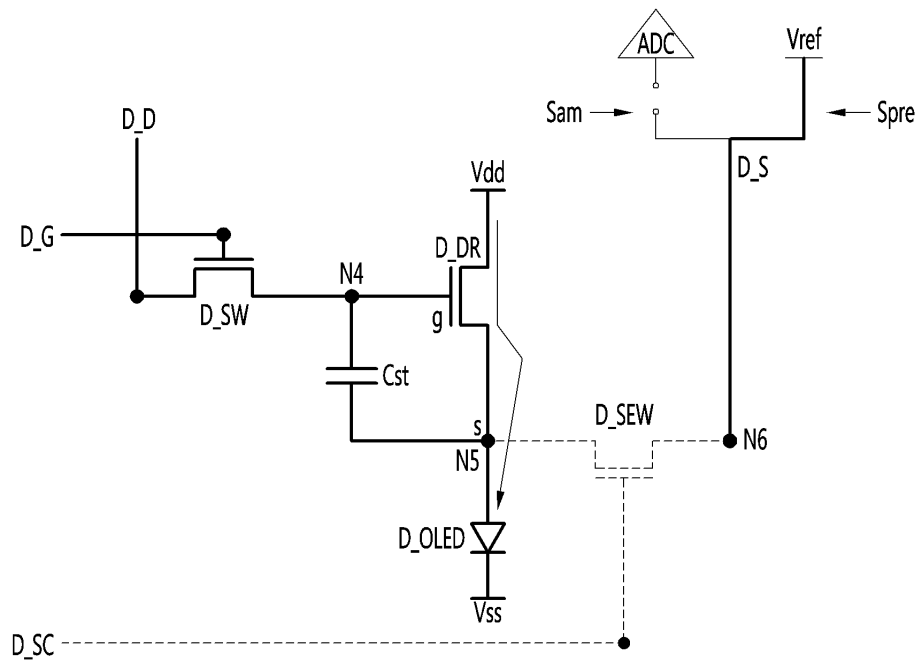 ADC
Vref
Sam
Spre
D_D
D_S
Vdd
D_G
D_DR
N4
g
D_SW
Cst
D_SEW
s
N5
N6
D_OLED
Vss
D_SC